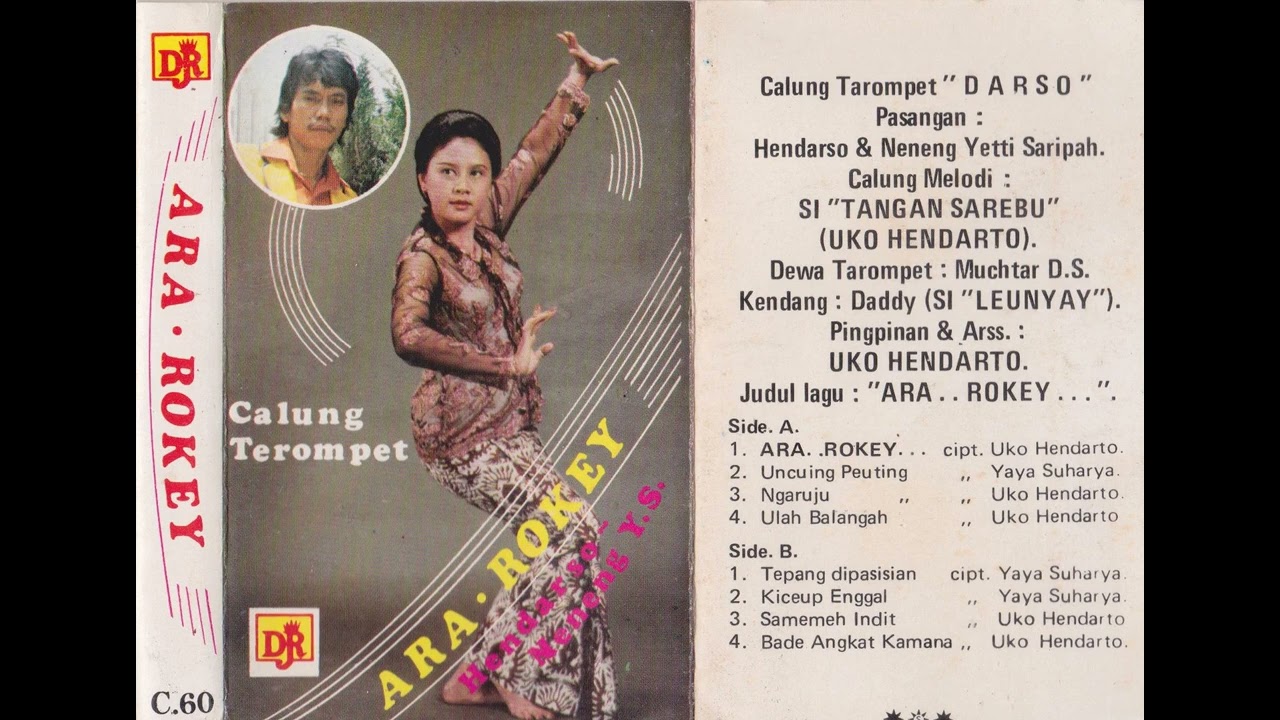 DJR
ARA . ROKEY
C.60
Calung
Terompet
ARA . ROKEY
Hendarso~
Neneng Y.S.
DJR
Calung Tarompet " D A R S O "
Pasangan :
Hendarso & Neneng Yetti Saripah.
Calung Melodi :
SI "TANGAN SAREBU"
(UKO HENDARTO).
Dewa Tarompet : Muchtar D.S.
Kendang : Daddy (SI "LEUNYAY").
Pingpinan & Arss. :
UKO HENDARTO.
Judul lagu : "ARA . . ROKEY . . .".
Side. A.
1. ARA. .ROKEY. . . cipt. Uko Hendarto.
2. Uncuing Peuting ,, Yaya Suharya.
3. Ngaruju ,, ,, Uko Hendarto.
4. Ulah Balangah ,, Uko Hendarto
Side. B.
1. Tepang dipasisian cipt. Yaya Suharya.
2. Kiceup Enggal ,, Yaya Suharya.
3. Samemeh Indit ,, Uko Hendarto
4. Bade Angkat Kamana ,, Uko Hendarto.